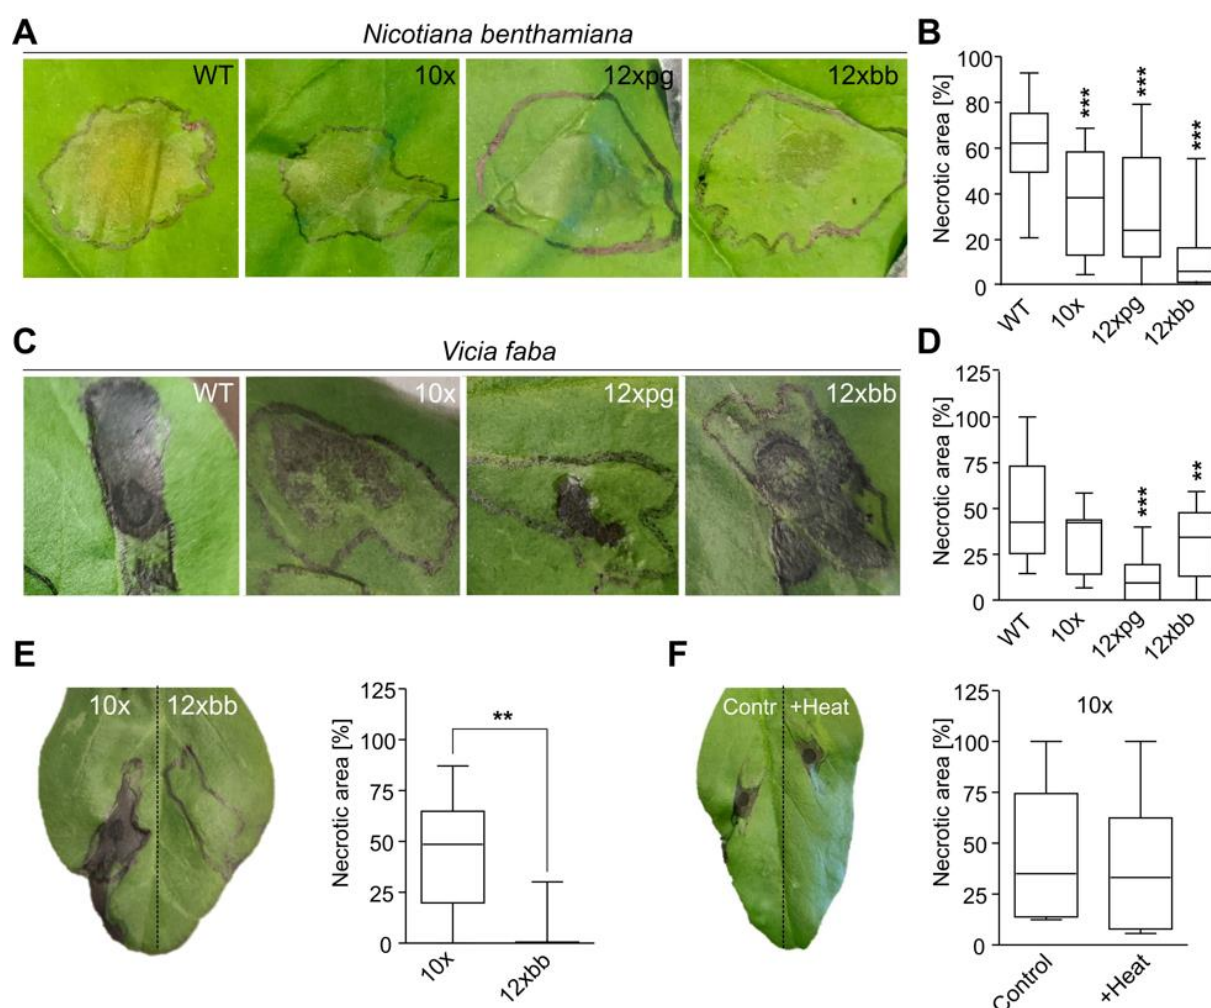 A
Nicotiana benthamiana
WT
10x
12xpg
12xbb
B
Necrotic area [%]
100
80
60
40
20
0
***
***
***
WT
10x
12xpg
12xbb
C
Vicia faba
WT
10x
12xpg
12xbb
D
Necrotic area [%]
125
100
75
50
25
0
***
**
WT
10x
12xpg
12xbb
E
10x
12xbb
Necrotic area [%]
125
100
75
50
25
0
**
10x
12xbb
F
Contr
+Heat
Necrotic area [%]
125
100
75
50
25
0
10x
Control
+Heat